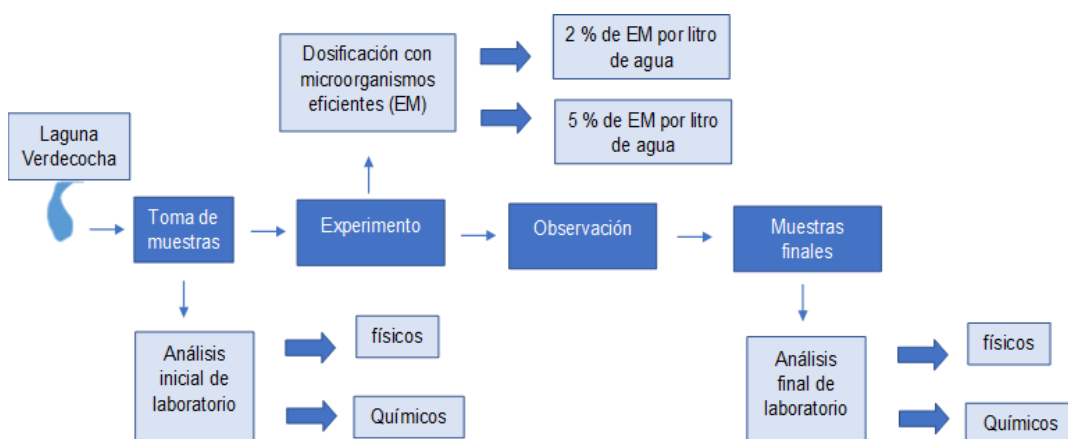 Dosificación con
microorganismos
eficientes (EM)
2 % de EM por litro
de agua
5 % de EM por litro
de agua
Laguna
Verdecocha
Toma de
muestras
Experimento
Observación
Muestras
finales
Análisis
inicial de
laboratorio
físicos
Químicos
Análisis
final de
laboratorio
físicos
Químicos